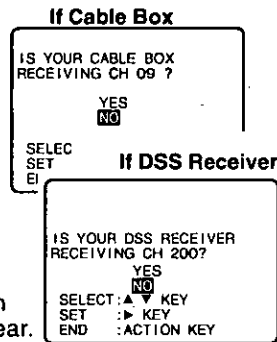 If Cable Box
IS YOUR CABLE BOX
RECEIVING CH 09 ?
YES
NO
SELEC
SET
If DSS Receiver
IS YOUR DSS RECEIVER
RECEIVING CH 200?
YES
NO
SELECT:▲ ▼ KEY
SET :► KEY
END :ACTION KEY
ear.